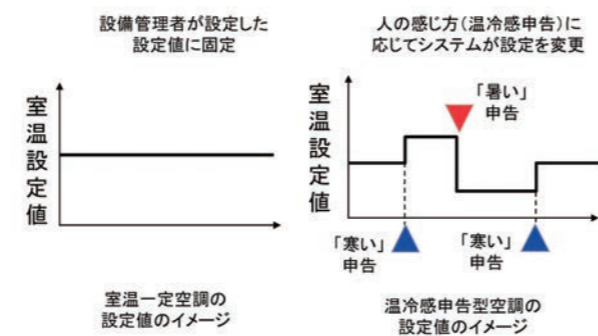 設備管理者が設定した
設定値に固定
室温設定値
室温一定空調の
設定値のイメージ
人の感じ方(温冷感申告)に
応じてシステムが設定を変更
室温設定値
「暑い」
申告
「寒い」
申告
「寒い」
申告
温冷感申告型空調の
設定値のイメージ